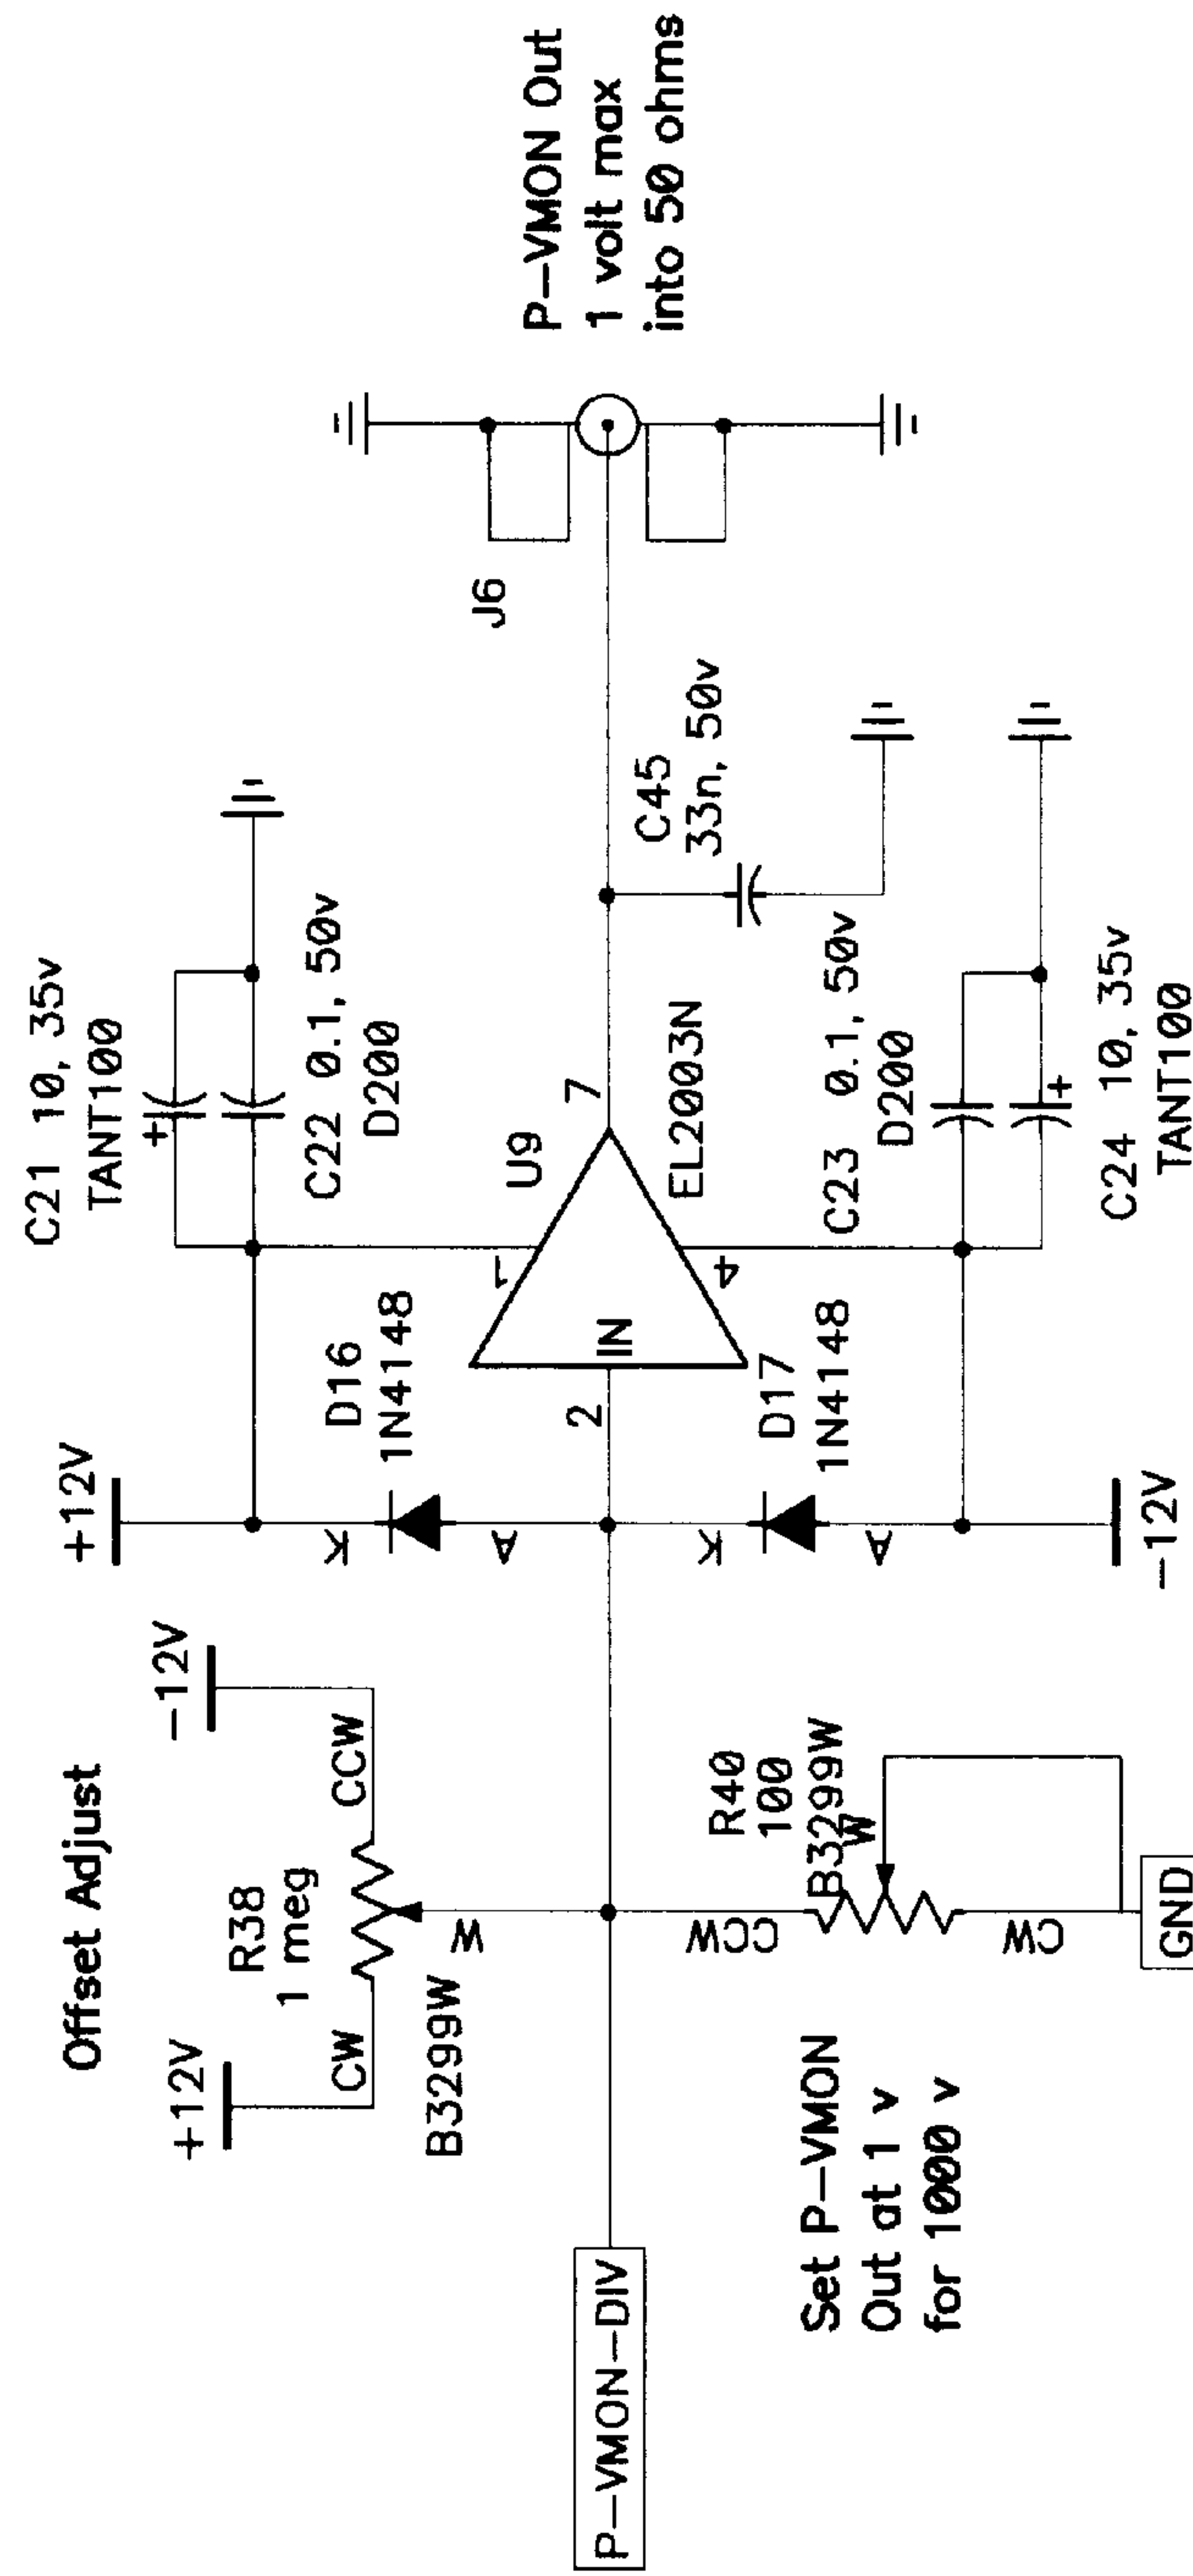 Offset Adjust
+12V
-12V
CW
R38
1 meg
CCW
W
B3299W
P-VMON-DIV
Set P-VMON
Out at 1 v
for 1000 v
CCW
R40
100
B3299W
W
CW
GND
+12V
K
D16
1N4148
A
K
D17
1N4148
A
-12V
C21 10, 35v
TANT100
+
C22 0.1, 50v
D200
1
U9
2
IN
7
EL2003N
4
C23 0.1, 50v
D200
+
C24 10, 35v
TANT100
C45
33n, 50v
J6
P-VMON Out
1 volt max
into 50 ohms